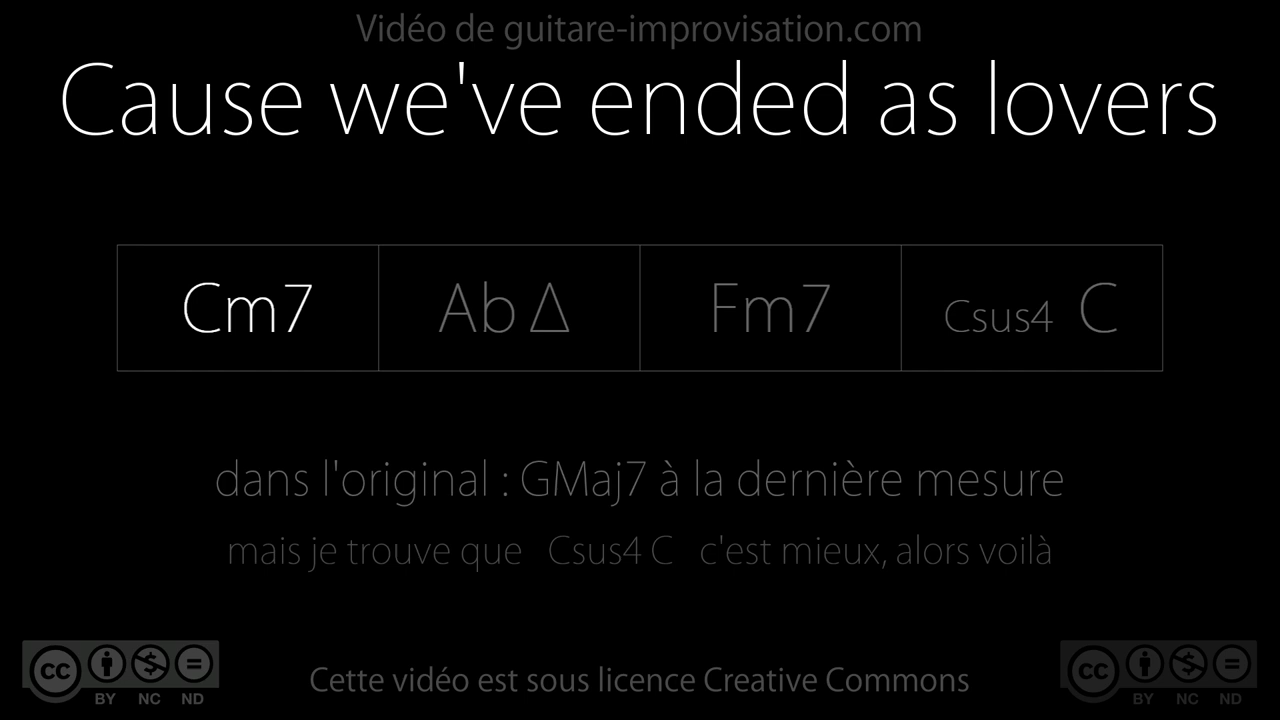 Vidéo de guitare-improvisation.com
Cause we've ended as lovers
Cm7 Ab Δ Fm7 Csus4 C
dans l'original : GMaj7 à la dernière mesure
mais je trouve que Csus4 C c'est mieux, alors voilà
cc BY NC ND
Cette vidéo est sous licence Creative Commons
cc BY NC ND